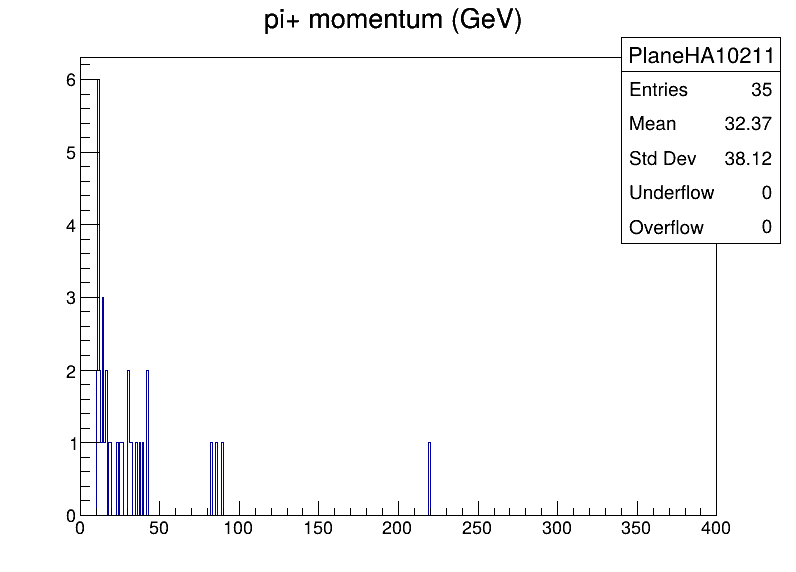 pi+ momentum (GeV)
PlaneHA10211
Entries 35
Mean 32.37
Std Dev 38.12
Underflow 0
Overflow 0
6
5
4
3
2
1
0
0 50 100 150 200 250 300 350 400